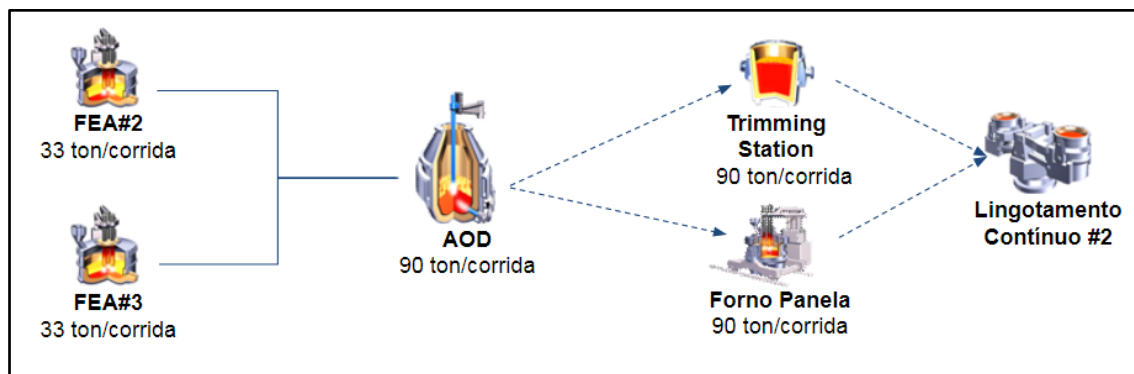 FEA#2
33 ton/corrida
FEA#3
33 ton/corrida
AOD
90 ton/corrida
Trimming
Station
90 ton/corrida
Forno Panela
90 ton/corrida
Lingotamento
Contínuo #2